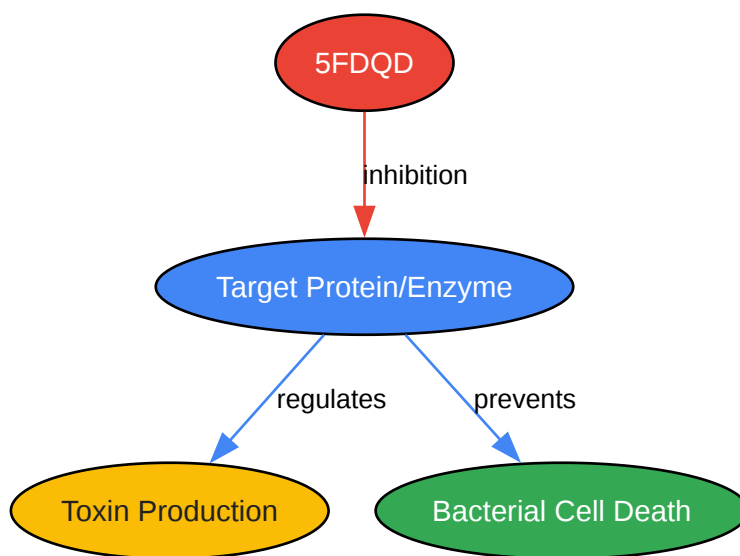 5FDQD
inhibition
Target Protein/Enzyme
regulates
prevents
Toxin Production
Bacterial Cell Death